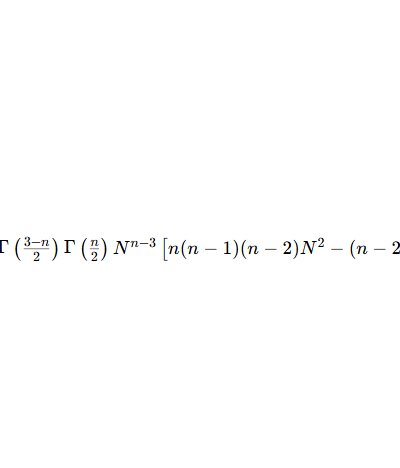 Γ (3−n/2) Γ (n/2) N^{n−3} [n(n − 1)(n − 2)N^2 − (n − 2